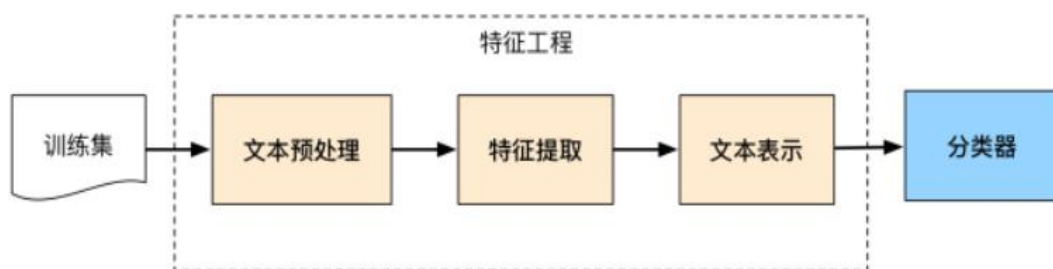 特征工程
训练集
文本预处理
特征提取
文本表示
分类器